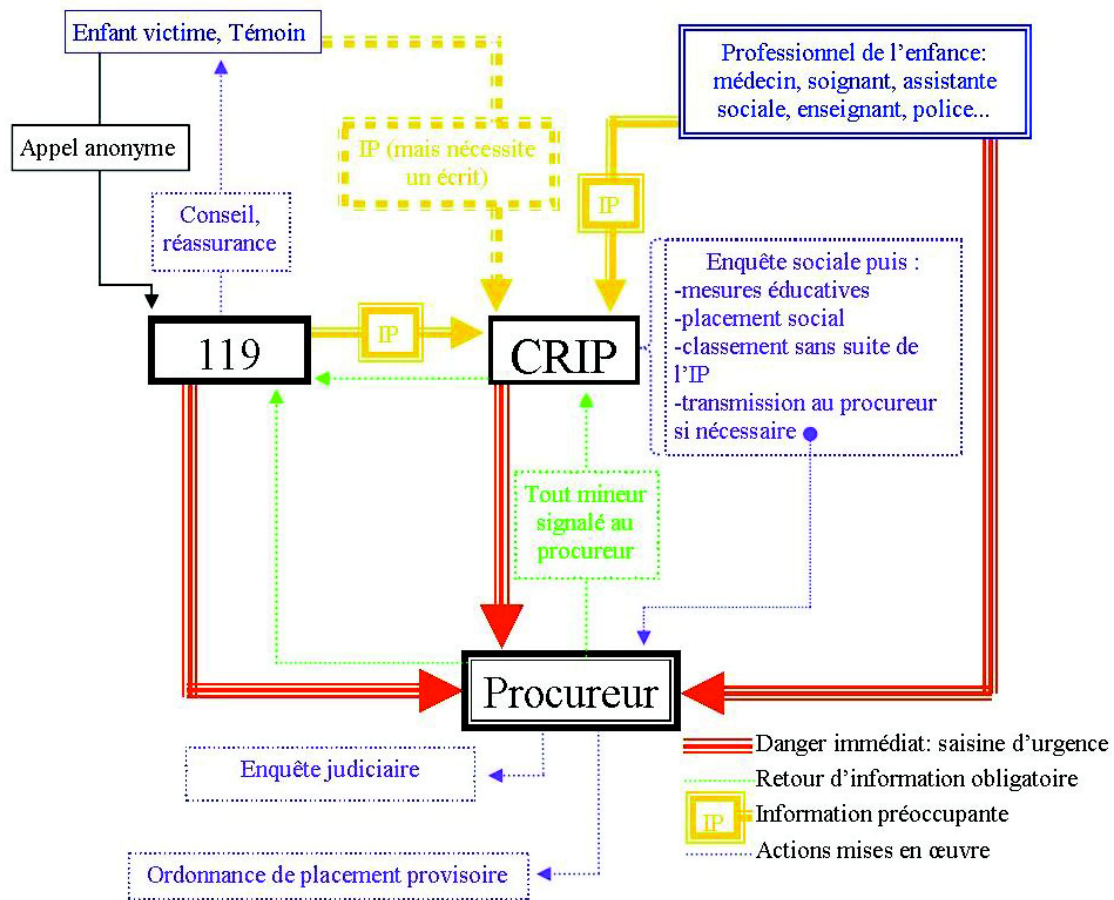 Enfant victime, Témoin
Professionnel de l’enfance:
médecin, soignant, assistante
sociale, enseignant, police...
Appel anonyme
IP (mais nécessite
un écrit)
IP
Conseil,
réassurance
Enquête sociale puis :
-mesures éducatives
-placement social
-classement sans suite de
l’IP
-transmission au procureur
si nécessaire
119
IP
CRIP
Tout mineur
signalé au
procureur
Procureur
Danger immédiat: saisine d’urgence
Enquête judiciaire
Retour d’information obligatoire
IP
Information préoccupante
Actions mises en œuvre
Ordonnance de placement provisoire